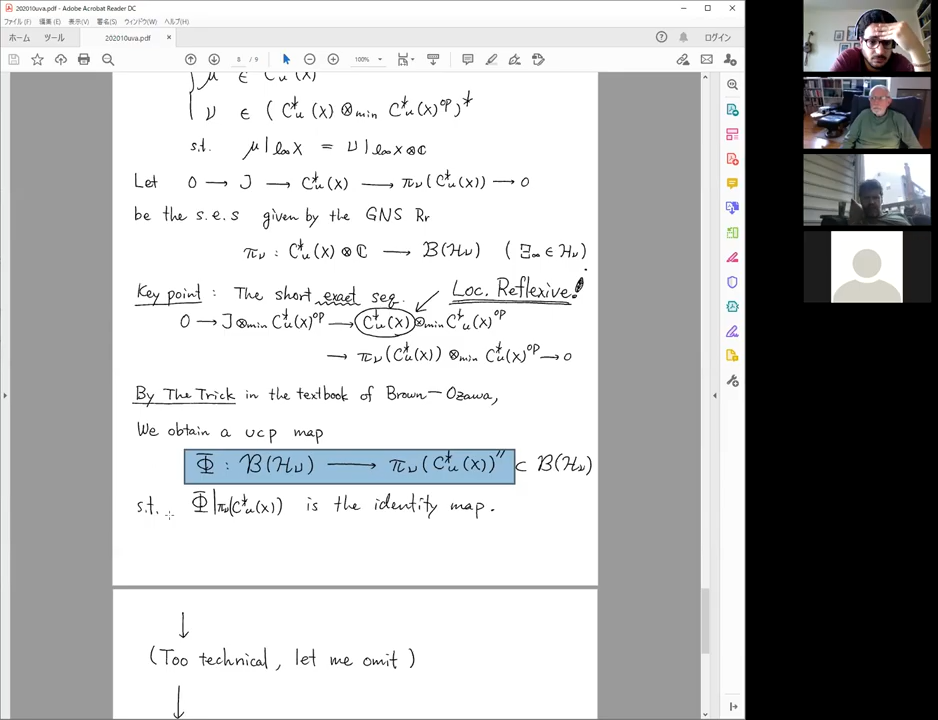 202010uva.pdf - Adobe Acrobat Reader DC
ファイル(F) 編集(E) 表示(V) 署名(S) ウィンドウ(W) ヘルプ(H)
ホーム ツール 202010uva.pdf × ログイン
8 / 9 100%
μ ∈ C*u(X)
ν ∈ (C*u(X) ⊗min C*u(X)^op)*
s.t. μ|ℓ∞X = ν|ℓ∞X⊗ℂ
Let 0 → J → C*u(X) → πν(C*u(X)) → 0
be the s.e.s given by the GNS Rr
πν : C*u(X) ⊗ ℂ → B(Hν) (Ξ∞ ∈ Hν)
Key point : The short exact seq. Loc. Reflexive!
0 → J ⊗min C*u(X)^op → C*u(X) ⊗min C*u(X)^op
→ πν(C*u(X)) ⊗min C*u(X)^op → 0
By The Trick in the textbook of Brown-Ozawa,
We obtain a ucp map
Φ : B(Hν) → πν(C*u(X))'' ⊂ B(Hν)
s.t. Φ|πν(C*u(X)) is the identity map.
↓
(Too technical, let me omit)
↓